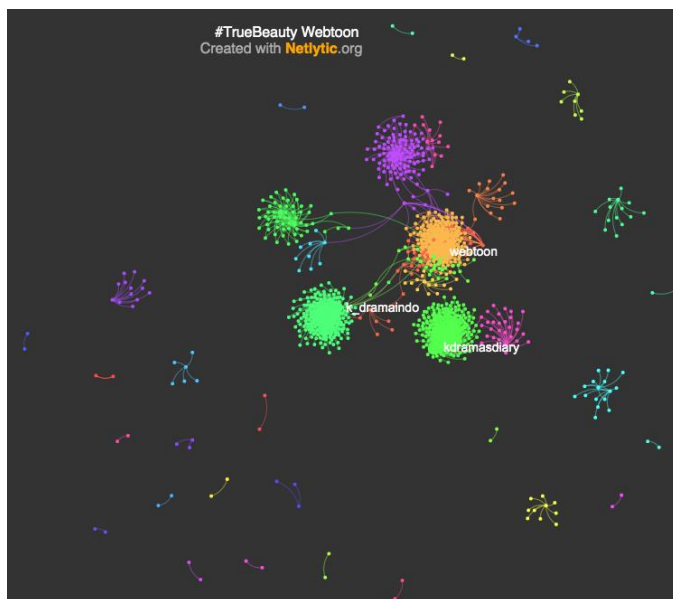 #TrueBeauty Webtoon
Created with Netlytic.org
webtoon
k_dramaindo
kdramasdiary